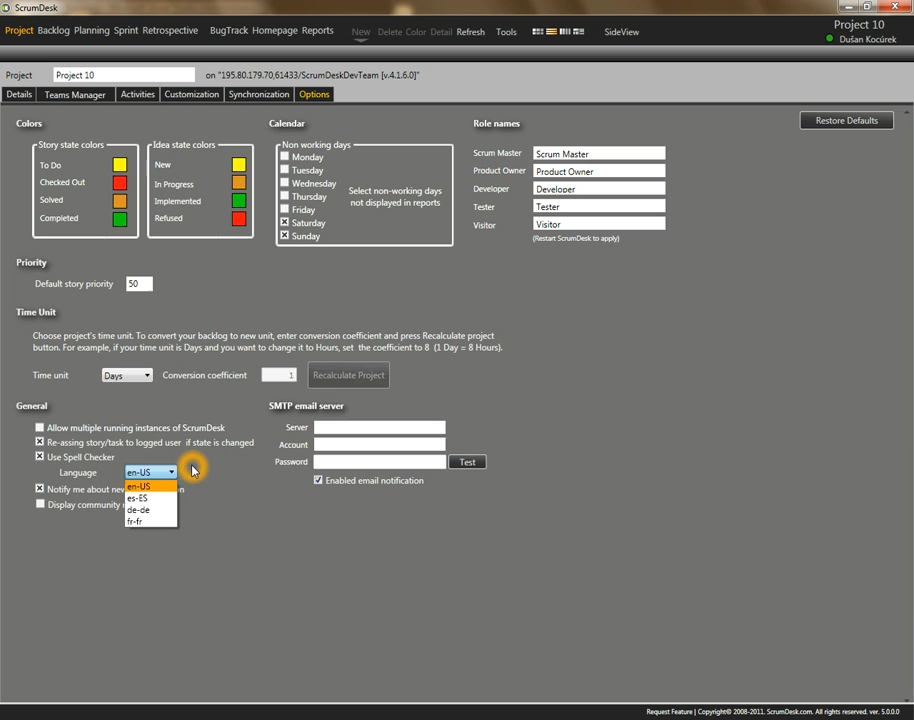 ScrumDesk
Project Backlog Planning Sprint Retrospective BugTrack Homepage Reports New Delete Color Detail Refresh Tools SideView
Project 10
Dušan Kocúrek
Project Project 10 on "195.80.179.70,61433/ScrumDeskDevTeam [v.4.1.6.0]"
Details Teams Manager Activities Customization Synchronization Options
Restore Defaults
Colors
Story state colors
To Do
Checked Out
Solved
Completed
Idea state colors
New
In Progress
Implemented
Refused
Calendar
Non working days
Monday
Tuesday
Wednesday
Thursday
Friday
Saturday
Sunday
Select non-working days
not displayed in reports
Role names
Scrum Master Scrum Master
Product Owner Product Owner
Developer Developer
Tester Tester
Visitor Visitor
(Restart ScrumDesk to apply)
Priority
Default story priority 50
Time Unit
Choose project's time unit. To convert your backlog to new unit, enter conversion coefficient and press Recalculate project
button. For example, if your time unit is Days and you want to change it to Hours, set the coefficient to 8 (1 Day = 8 Hours).
Time unit Days Conversion coefficient 1 Recalculate Project
General
Allow multiple running instances of ScrumDesk
Re-assing story/task to logged user if state is changed
Use Spell Checker
Language en-US
en-US
es-ES
de-de
fr-fr
Notify me about new
Display community
SMTP email server
Server
Account
Password Test
Enabled email notification
Request Feature | Copyright© 2008-2011. ScrumDesk.com. All rights reserved. ver. 5.0.0.0